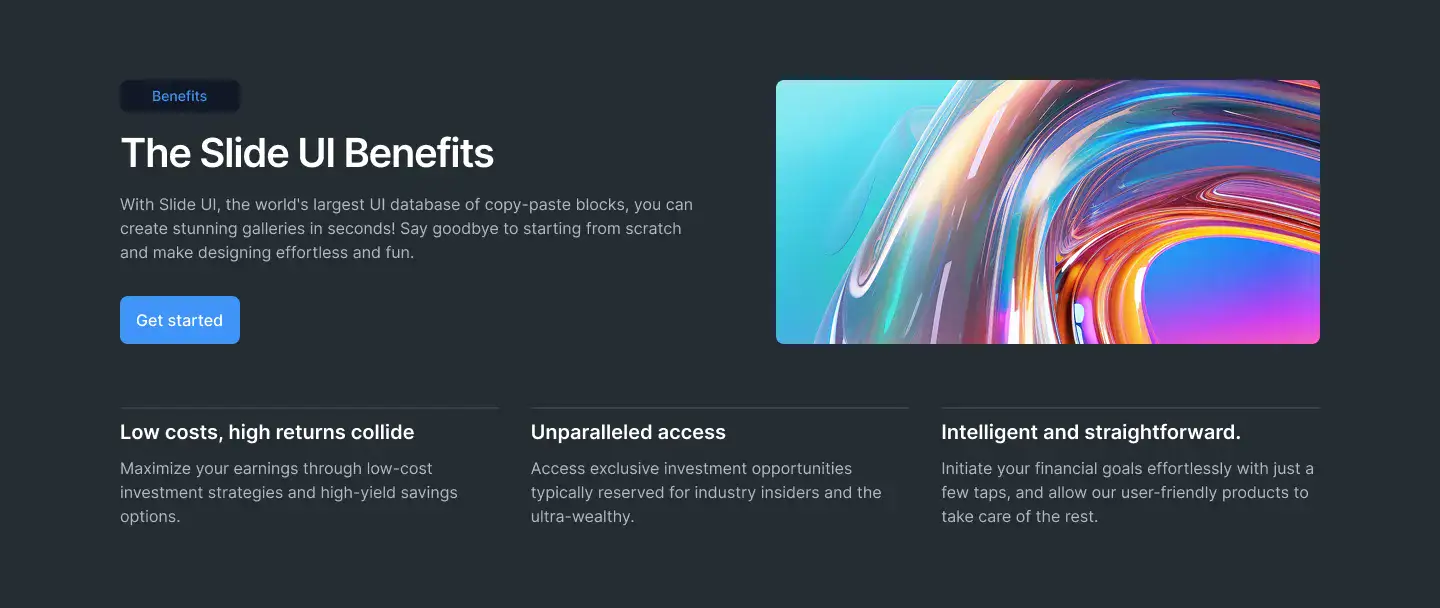 Benefits
The Slide UI Benefits
With Slide UI, the world's largest UI database of copy-paste blocks, you can
create stunning galleries in seconds! Say goodbye to starting from scratch
and make designing effortless and fun.
Get started
Low costs, high returns collide
Maximize your earnings through low-cost
investment strategies and high-yield savings
options.
Unparalleled access
Access exclusive investment opportunities
typically reserved for industry insiders and the
ultra-wealthy.
Intelligent and straightforward.
Initiate your financial goals effortlessly with just a
few taps, and allow our user-friendly products to
take care of the rest.